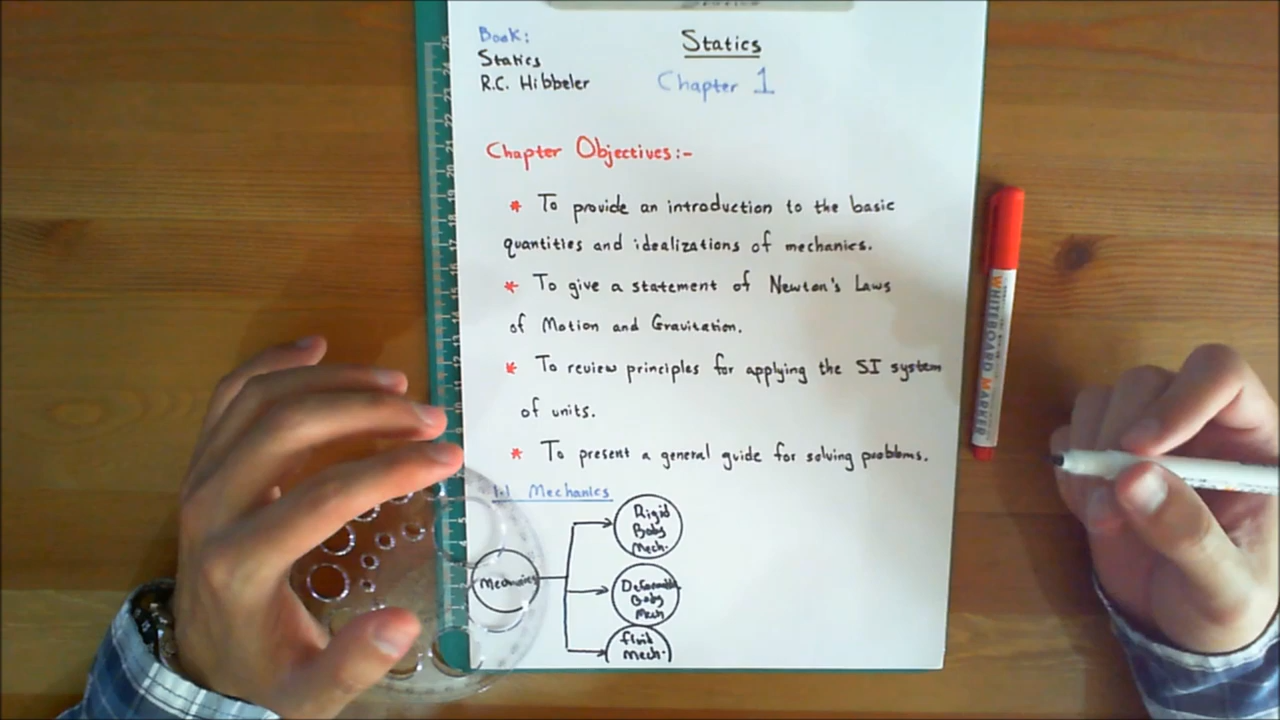 Book:
Statics
R.C. Hibbeler
Statics
Chapter 1
Chapter Objectives:-
* To provide an introduction to the basic
quantities and idealizations of mechanics.
* To give a statement of Newton's Laws
of Motion and Gravitation.
* To review principles for applying the SI system
of units.
* To present a general guide for solving problems.
1.1 Mechanics
Mechanics
Rigid
Body
Mech.
Deformable
Body
Mech
fluid
Mech.
WHITEBOARD MARKER